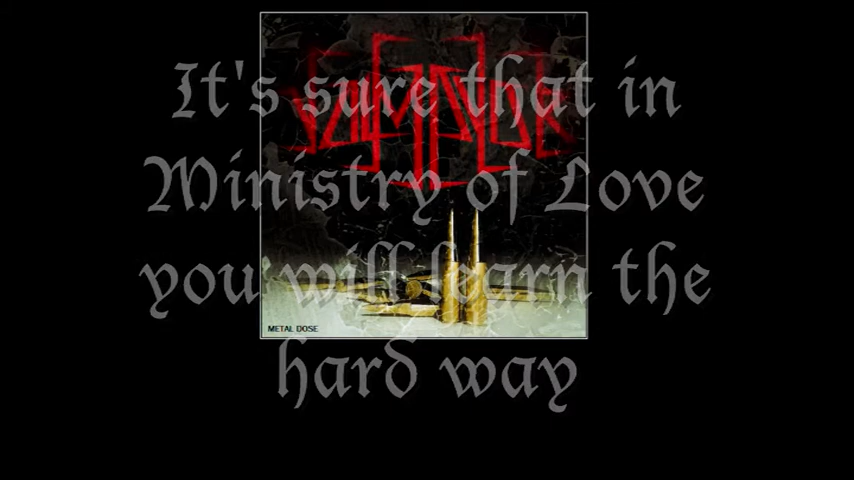 It's sure that in
Ministry of Love
you'will learn the
hard way
METAL DOSE